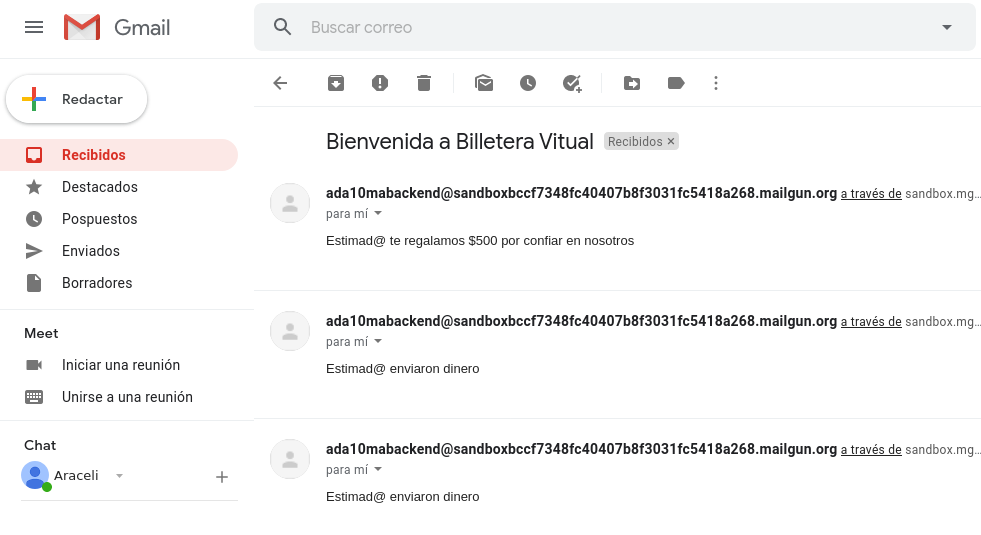 Gmail
Buscar correo
Redactar
Recibidos
Destacados
Pospuestos
Enviados
Borradores
Meet
Iniciar una reunión
Unirse a una reunión
Chat
Araceli
Bienvenida a Billetera Vitual Recibidos ×
ada10mabackend@sandboxbccf7348fc40407b8f3031fc5418a268.mailgun.org a través de sandbox.mg…
para mí
Estimad@ te regalamos $500 por confiar en nosotros
ada10mabackend@sandboxbccf7348fc40407b8f3031fc5418a268.mailgun.org a través de sandbox.mg…
para mí
Estimad@ enviaron dinero
ada10mabackend@sandboxbccf7348fc40407b8f3031fc5418a268.mailgun.org a través de sandbox.mg…
para mí
Estimad@ enviaron dinero